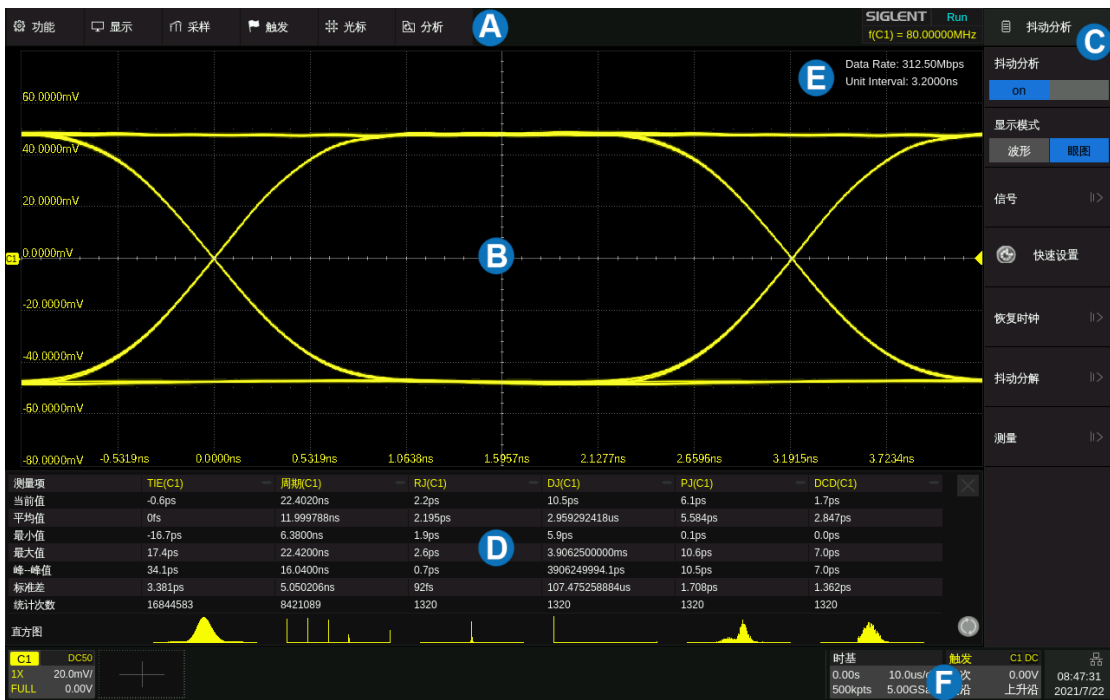 功能 显示 采样 触发 光标 分析 A SIGLENT Run 抖动分析 C
f(C1) = 80.00000MHz
E Data Rate: 312.50Mbps
Unit Interval: 3.2000ns
抖动分析
on
显示模式
波形 眼图
信号
快速设置
恢复时钟
抖动分解
测量
60.0000mV
40.0000mV
20.0000mV
C1 0.0000mV B
-20.0000mV
-40.0000mV
-60.0000mV
-80.0000mV -0.5319ns 0.0000ns 0.5319ns 1.0638ns 1.5957ns 2.1277ns 2.6596ns 3.1915ns 3.7234ns
测量项 TIE(C1) 周期(C1) RJ(C1) DJ(C1) PJ(C1) DCD(C1)
当前值 -0.6ps 22.4020ns 2.2ps 10.5ps 6.1ps 1.7ps
平均值 0fs 11.999788ns 2.195ps 2.959292418us 5.584ps 2.847ps
最小值 -16.7ps 6.3800ns 1.9ps 5.9ps 0.1ps 0.0ps
最大值 17.4ps 22.4200ns 2.6ps D 3.9062500000ms 10.6ps 7.0ps
峰--峰值 34.1ps 16.0400ns 0.7ps 3906249994.1ps 10.5ps 7.0ps
标准差 3.381ps 5.050206ns 92fs 107.475258884us 1.708ps 1.362ps
统计次数 16844583 8421089 1320 1320 1320 1320
直方图
C1 DC50 时基 触发 C1 DC
1X 20.0mV/ 0.00s 10.0us/ F 次 0.00V 08:47:31
FULL 0.00V 500kpts 5.00GSa 沿 上升沿 2021/7/22